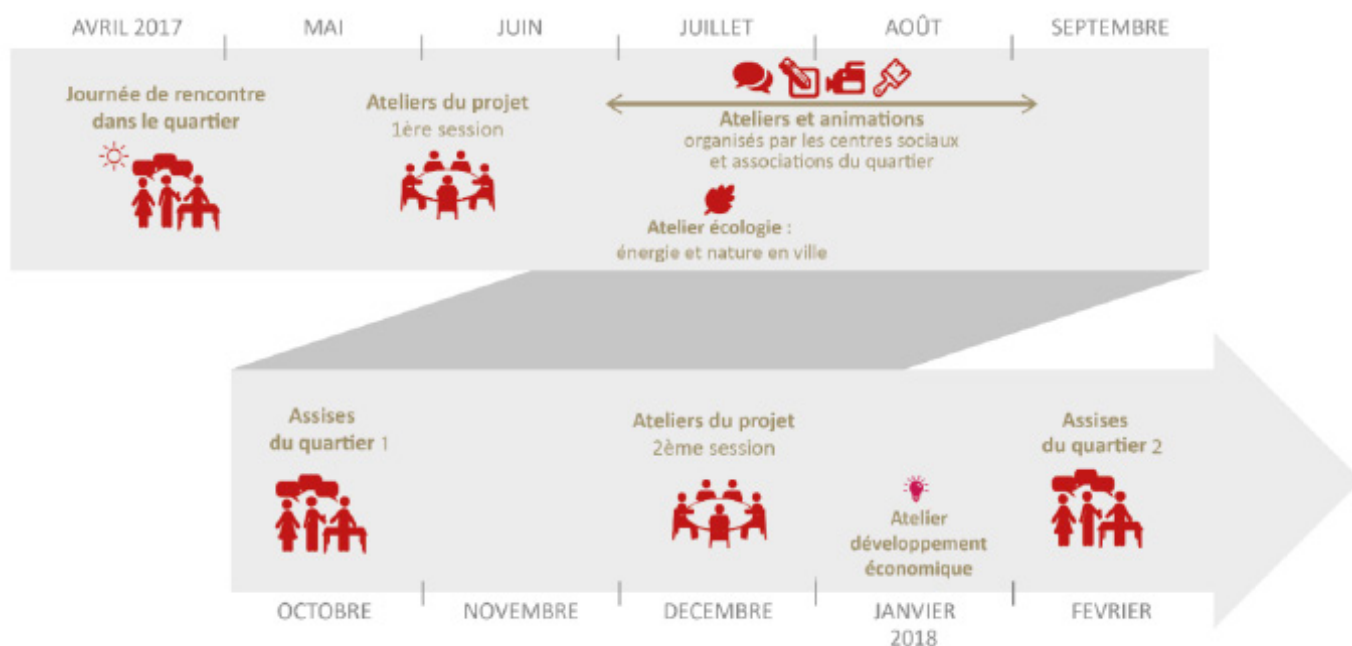 AVRIL 2017 MAI JUIN JUILLET AOÛT SEPTEMBRE
Journée de rencontre
dans le quartier
Ateliers du projet
1ère session
Ateliers et animations
organisés par les centres sociaux
et associations du quartier
Atelier écologie :
énergie et nature en ville
Assises
du quartier 1
Ateliers du projet
2ème session
Atelier
développement
économique
Assises
du quartier 2
OCTOBRE NOVEMBRE DECEMBRE JANVIER FEVRIER
2018